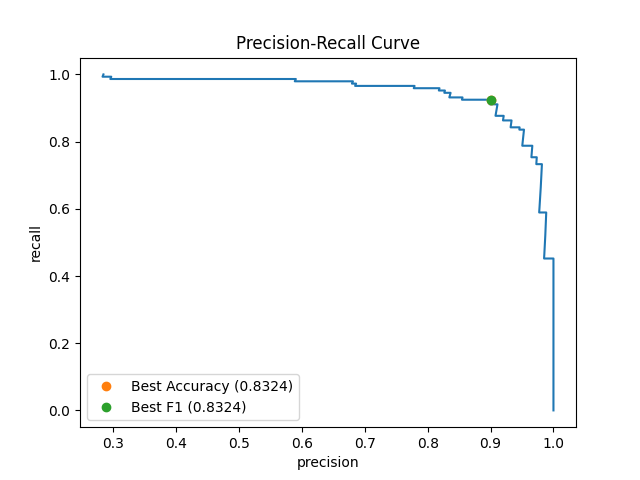 Precision-Recall Curve
1.0
0.8
0.6
0.4
0.2
0.0
recall
Best Accuracy (0.8324)
Best F1 (0.8324)
0.3 0.4 0.5 0.6 0.7 0.8 0.9 1.0
precision